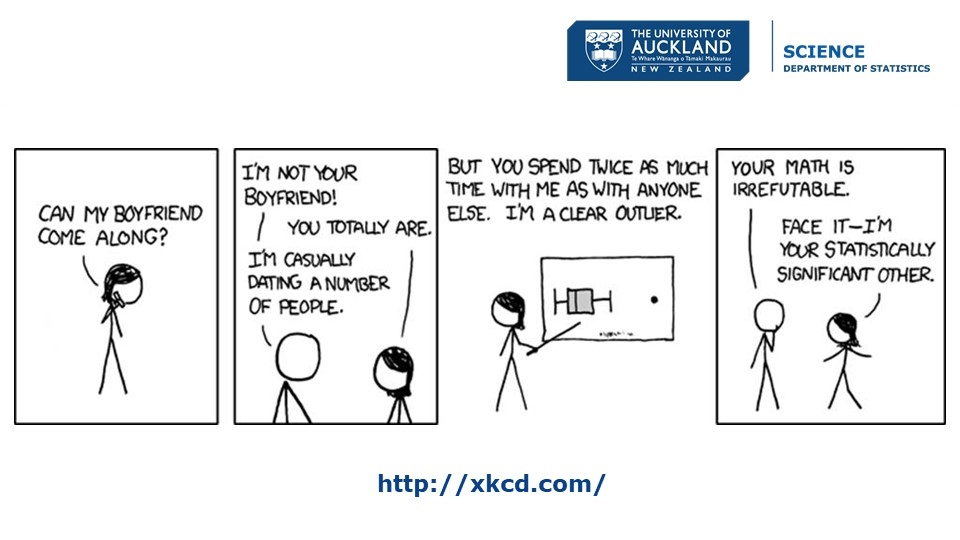 THE UNIVERSITY OF
AUCKLAND
Te Whare Wānanga o Tāmaki Makaurau
NEW ZEALAND
SCIENCE
DEPARTMENT OF STATISTICS
CAN MY BOYFRIEND
COME ALONG?
I'M NOT YOUR
BOYFRIEND!
YOU TOTALLY ARE.
I'M CASUALLY
DATING A NUMBER
OF PEOPLE.
BUT YOU SPEND TWICE AS MUCH
TIME WITH ME AS WITH ANYONE
ELSE. I'M A CLEAR OUTLIER.
YOUR MATH IS
IRREFUTABLE.
FACE IT—I'M
YOUR STATISTICALLY
SIGNIFICANT OTHER.
http://xkcd.com/